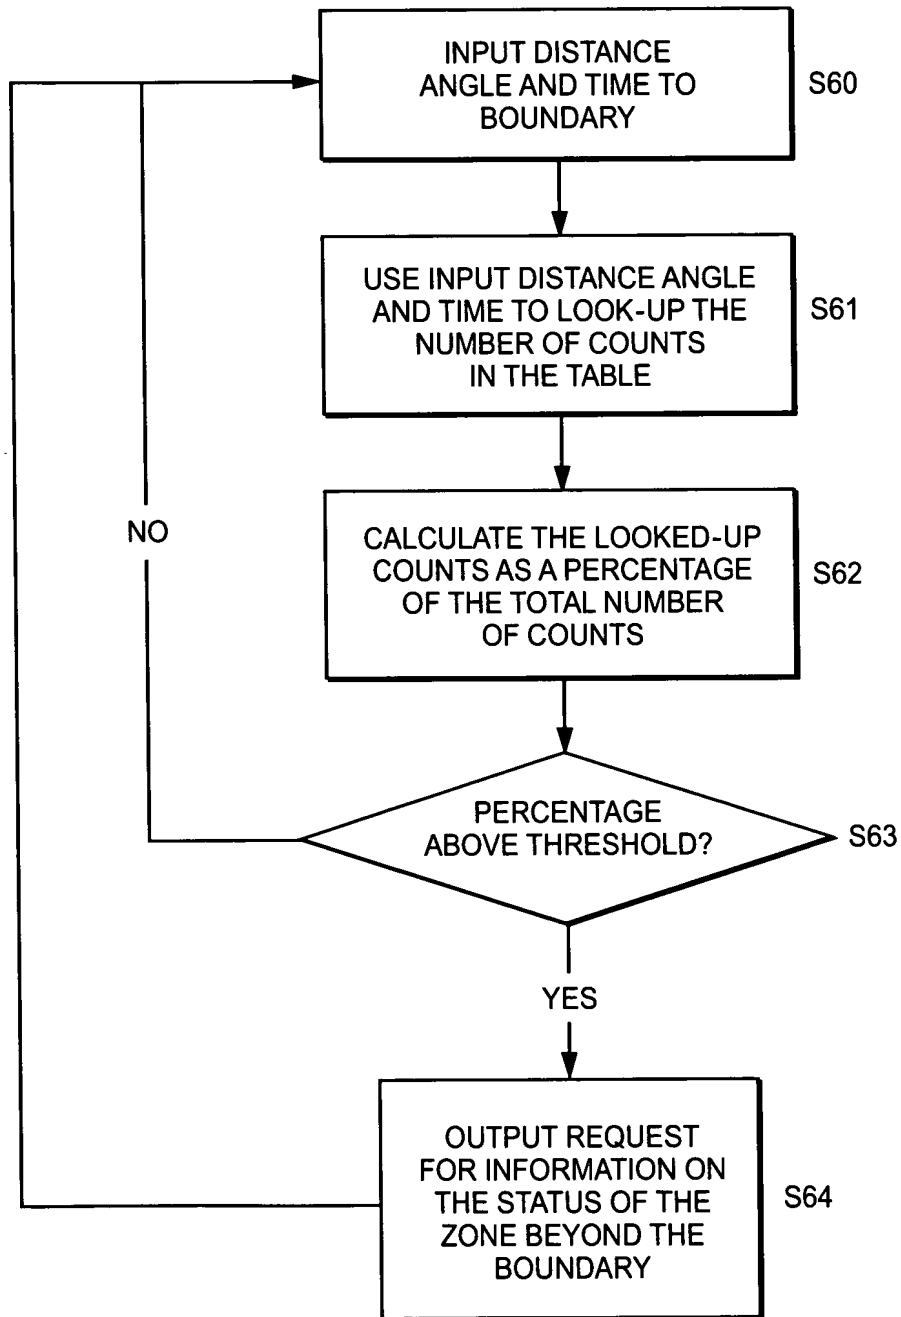 INPUT DISTANCE
ANGLE AND TIME TO
BOUNDARY
S60
USE INPUT DISTANCE ANGLE
AND TIME TO LOOK-UP THE
NUMBER OF COUNTS
IN THE TABLE
S61
CALCULATE THE LOOKED-UP
COUNTS AS A PERCENTAGE
OF THE TOTAL NUMBER
OF COUNTS
S62
NO
PERCENTAGE
ABOVE THRESHOLD?
S63
YES
OUTPUT REQUEST
FOR INFORMATION ON
THE STATUS OF THE
ZONE BEYOND THE
BOUNDARY
S64